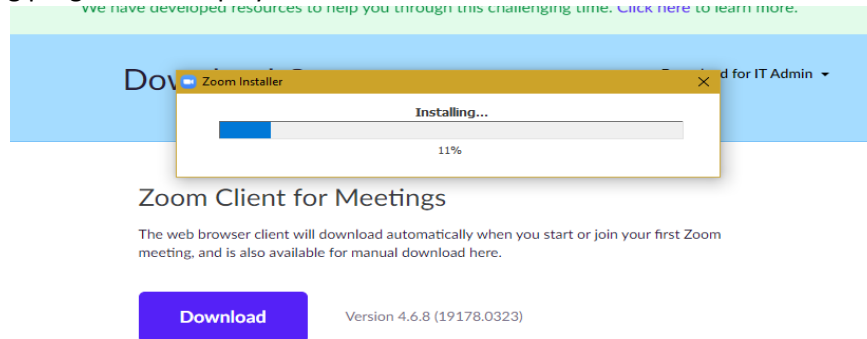 We have developed resources to help you through this challenging time. Click here to learn more.
Zoom Installer
for IT Admin
Installing...
11%
Zoom Client for Meetings
The web browser client will download automatically when you start or join your first Zoom
meeting, and is also available for manual download here.
Download
Version 4.6.8 (19178.0323)